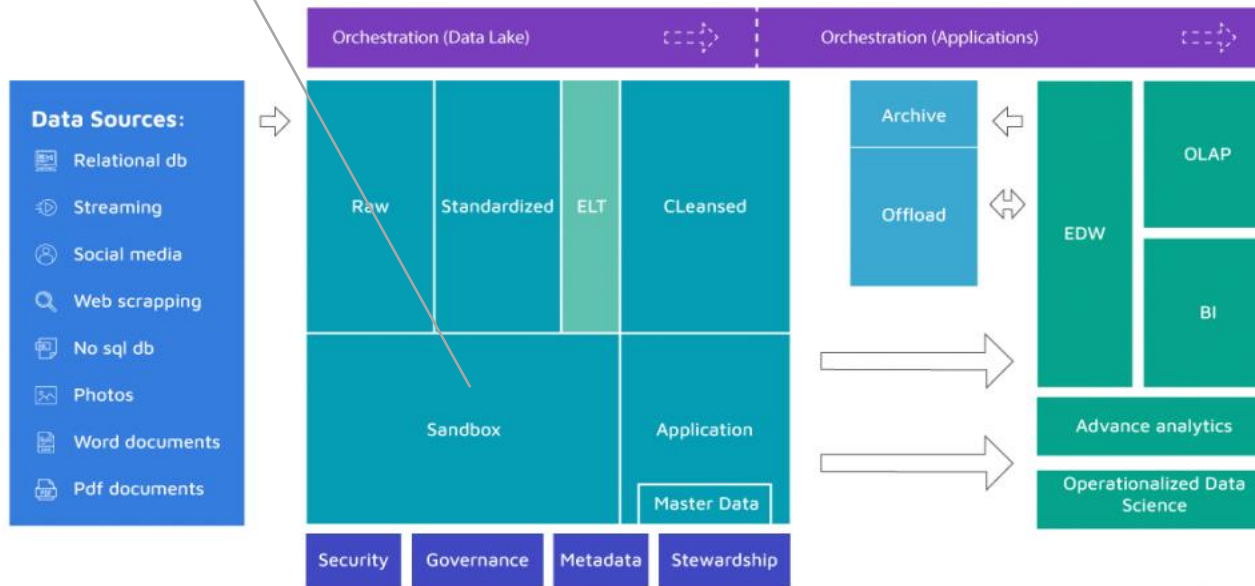 Orchestration (Data Lake)
Orchestration (Applications)
Data Sources:
Relational db
Streaming
Social media
Web scrapping
No sql db
Photos
Word documents
Pdf documents
Raw
Standardized
ELT
CLeansed
Sandbox
Application
Master Data
Security
Governance
Metadata
Stewardship
Archive
Offload
EDW
OLAP
BI
Advance analytics
Operationalized Data
Science